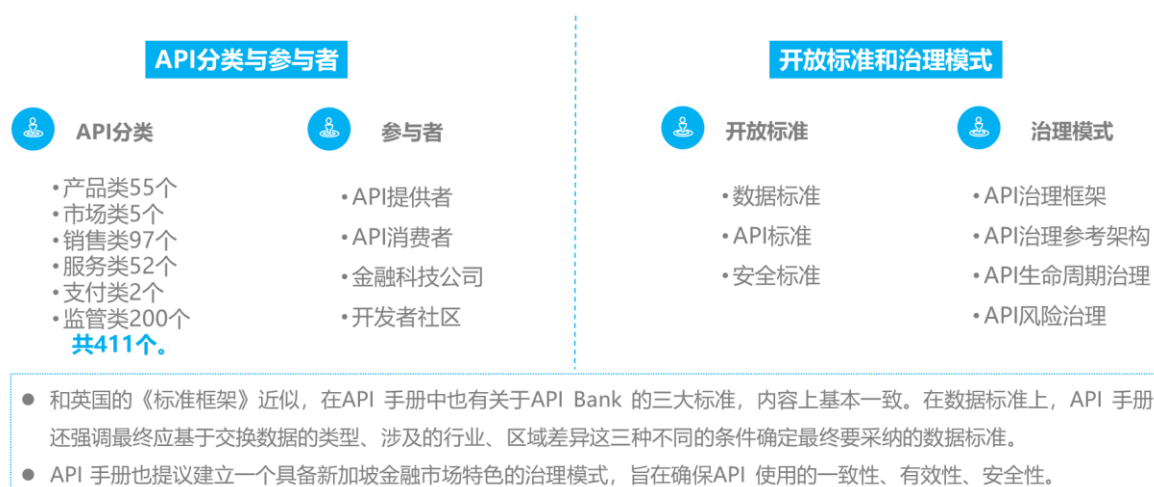 API分类与参与者
API分类
•产品类55个
•市场类5个
•销售类97个
•服务类52个
•支付类2个
•监管类200个
共411个。
参与者
•API提供者
•API消费者
•金融科技公司
•开发者社区
开放标准和治理模式
开放标准
•数据标准
•API标准
•安全标准
治理模式
•API治理框架
•API治理参考架构
•API生命周期治理
•API风险治理
● 和英国的《标准框架》近似，在API 手册中也有关于API Bank 的三大标准，内容上基本一致。在数据标准上，API 手册
还强调最终应基于交换数据的类型、涉及的行业、区域差异这三种不同的条件确定最终要采纳的数据标准。
● API 手册也提议建立一个具备新加坡金融市场特色的治理模式，旨在确保API 使用的一致性、有效性、安全性。